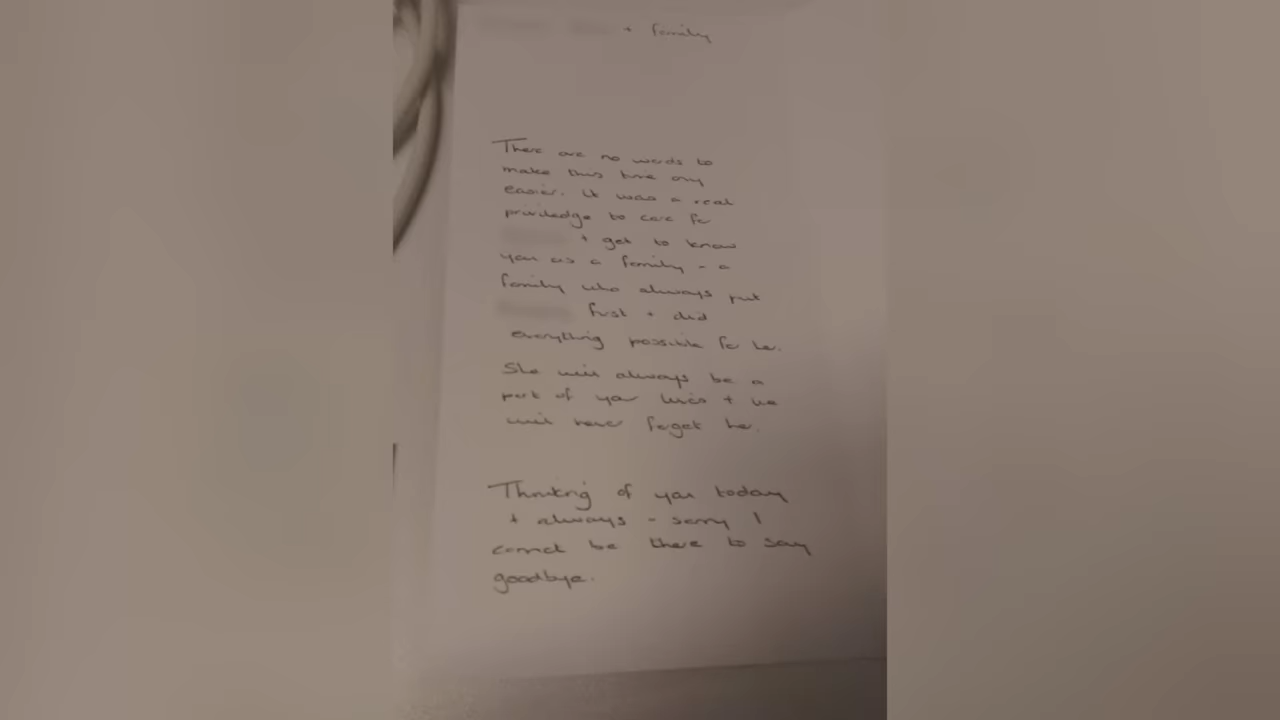 + family
There are no words to
make this time any
easier. It was a real
priviledge to care for
+ get to know
you as a family - a
family who always put
first + did
everything possible for her.
She will always be a
part of your lives + we
will never forget her.
Thinking of you today
+ always - sorry I
cannot be there to say
goodbye.